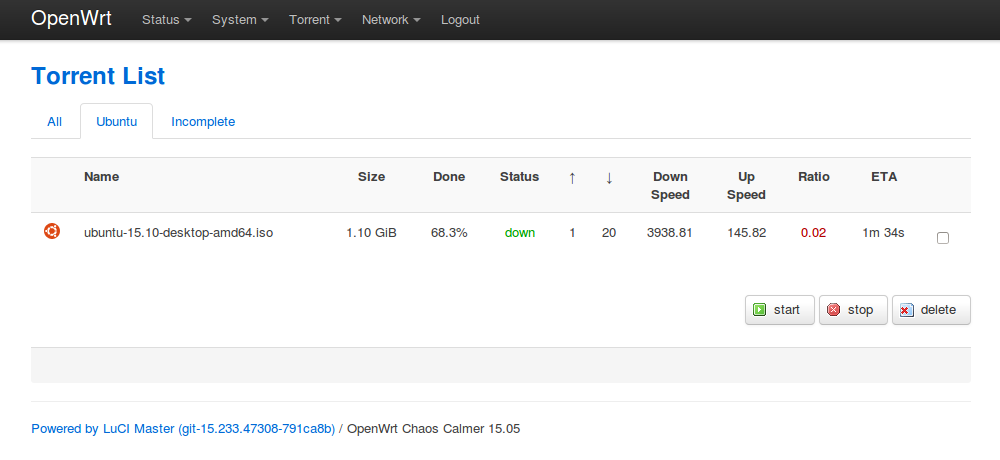 OpenWrt Status System Torrent Network Logout
Torrent List
All Ubuntu Incomplete
Name Size Done Status ↑ ↓ Down Speed Up Speed Ratio ETA
ubuntu-15.10-desktop-amd64.iso 1.10 GiB 68.3% down 1 20 3938.81 145.82 0.02 1m 34s
start stop delete
Powered by LuCI Master (git-15.233.47308-791ca8b) / OpenWrt Chaos Calmer 15.05